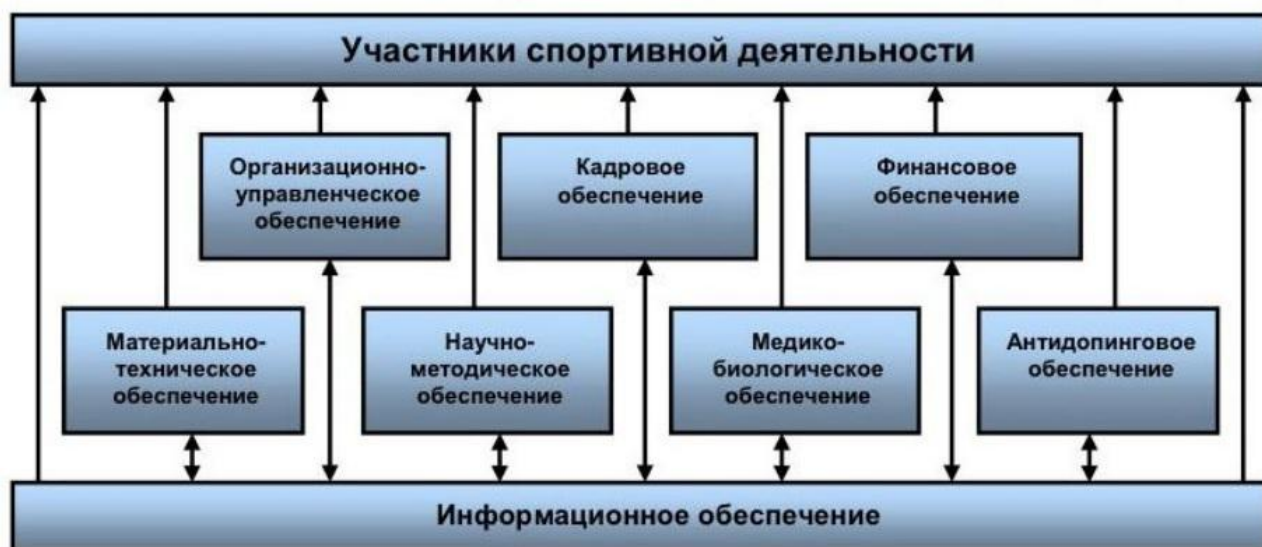 Участники спортивной деятельности
Организационно-
управленческое
обеспечение
Кадровое
обеспечение
Финансовое
обеспечение
Материально-
техническое
обеспечение
Научно-
методическое
обеспечение
Медико-
биологическое
обеспечение
Антидопинговое
обеспечение
Информационное обеспечение